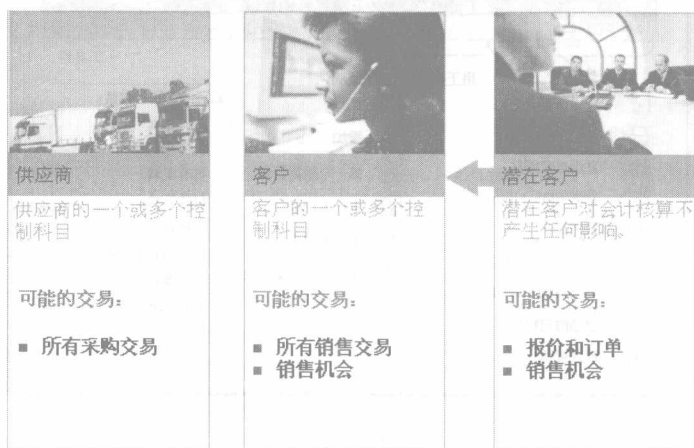 供应商
供应商的一个或多个控
制科目
可能的交易：
■ 所有采购交易
客户
客户的一个或多个控
制科目
可能的交易：
■ 所有销售交易
■ 销售机会
潜在客户
潜在客户对会计核算不
产生任何影响。
可能的交易：
■ 报价和订单
■ 销售机会